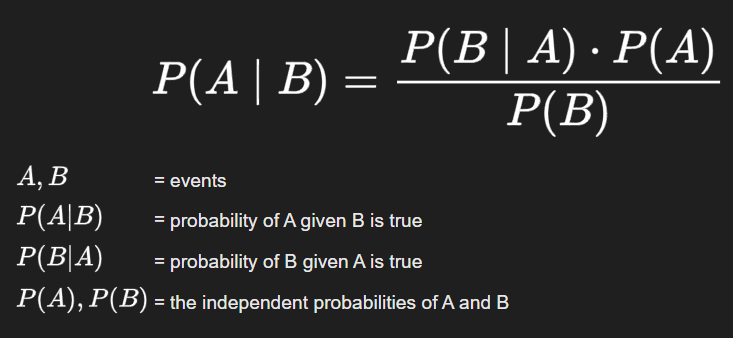 P(A | B) = P(B | A) · P(A) / P(B)
A, B = events
P(A|B) = probability of A given B is true
P(B|A) = probability of B given A is true
P(A), P(B) = the independent probabilities of A and B